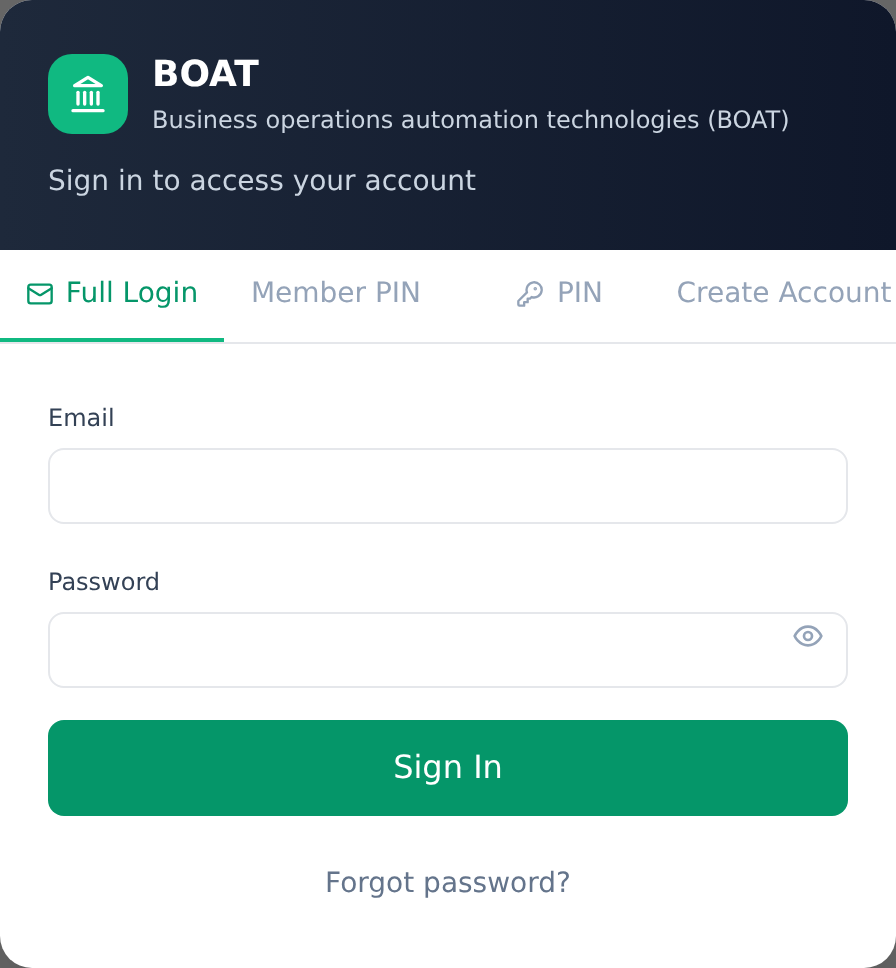 BOAT
Business operations automation technologies (BOAT)
Sign in to access your account
Full Login
Member PIN
PIN
Create Account
Email
Password
Sign In
Forgot password?